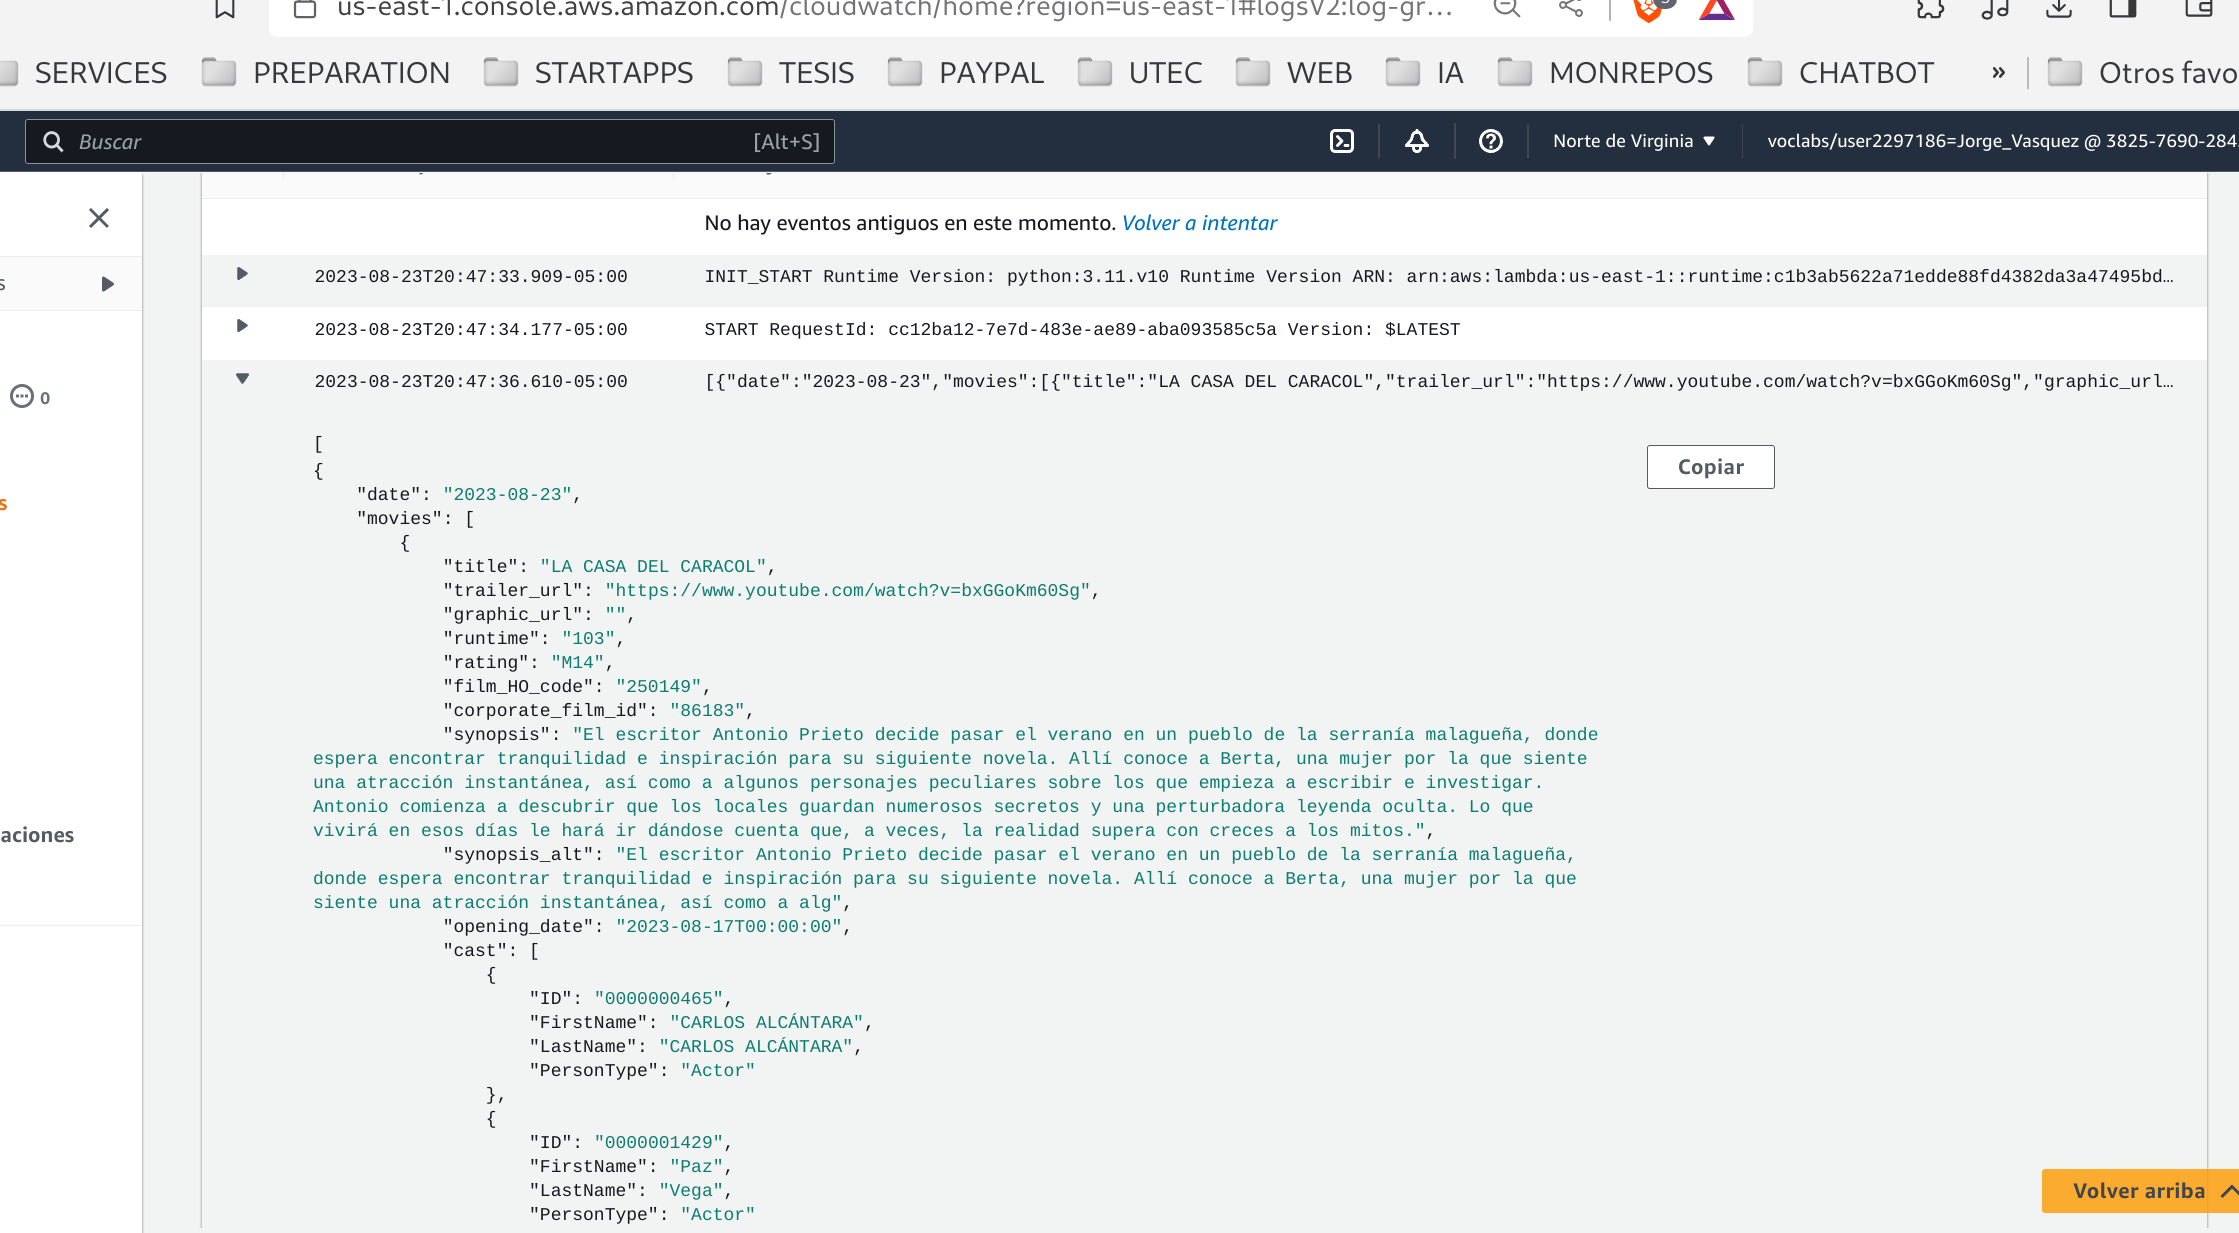 us-east-1.console.aws.amazon.com/cloudwatch/home?region=us-east-1#logsV2:log-gr…
SERVICES PREPARATION STARTAPPS TESIS PAYPAL UTEC WEB IA MONREPOS CHATBOT » Otros favo
Buscar [Alt+S] Norte de Virginia voclabs/user2297186=Jorge_Vasquez @ 3825-7690-284
No hay eventos antiguos en este momento. Volver a intentar
2023-08-23T20:47:33.909-05:00 INIT_START Runtime Version: python:3.11.v10 Runtime Version ARN: arn:aws:lambda:us-east-1::runtime:c1b3ab5622a71edde88fd4382da3a47495bd…
2023-08-23T20:47:34.177-05:00 START RequestId: cc12ba12-7e7d-483e-ae89-aba093585c5a Version: $LATEST
2023-08-23T20:47:36.610-05:00 [{"date":"2023-08-23","movies":[{"title":"LA CASA DEL CARACOL","trailer_url":"https://www.youtube.com/watch?v=bxGGoKm60Sg","graphic_url…
0
[
Copiar
{
"date": "2023-08-23",
"movies": [
{
"title": "LA CASA DEL CARACOL",
"trailer_url": "https://www.youtube.com/watch?v=bxGGoKm60Sg",
"graphic_url": "",
"runtime": "103",
"rating": "M14",
"film_HO_code": "250149",
"corporate_film_id": "86183",
"synopsis": "El escritor Antonio Prieto decide pasar el verano en un pueblo de la serranía malagueña, donde
espera encontrar tranquilidad e inspiración para su siguiente novela. Allí conoce a Berta, una mujer por la que siente
una atracción instantánea, así como a algunos personajes peculiares sobre los que empieza a escribir e investigar.
Antonio comienza a descubrir que los locales guardan numerosos secretos y una perturbadora leyenda oculta. Lo que
vivirá en esos días le hará ir dándose cuenta que, a veces, la realidad supera con creces a los mitos.",
aciones
"synopsis_alt": "El escritor Antonio Prieto decide pasar el verano en un pueblo de la serranía malagueña,
donde espera encontrar tranquilidad e inspiración para su siguiente novela. Allí conoce a Berta, una mujer por la que
siente una atracción instantánea, así como a alg",
"opening_date": "2023-08-17T00:00:00",
"cast": [
{
"ID": "0000000465",
"FirstName": "CARLOS ALCÁNTARA",
"LastName": "CARLOS ALCÁNTARA",
"PersonType": "Actor"
},
{
"ID": "0000001429",
"FirstName": "Paz",
"LastName": "Vega",
"PersonType": "Actor"
Volver arriba